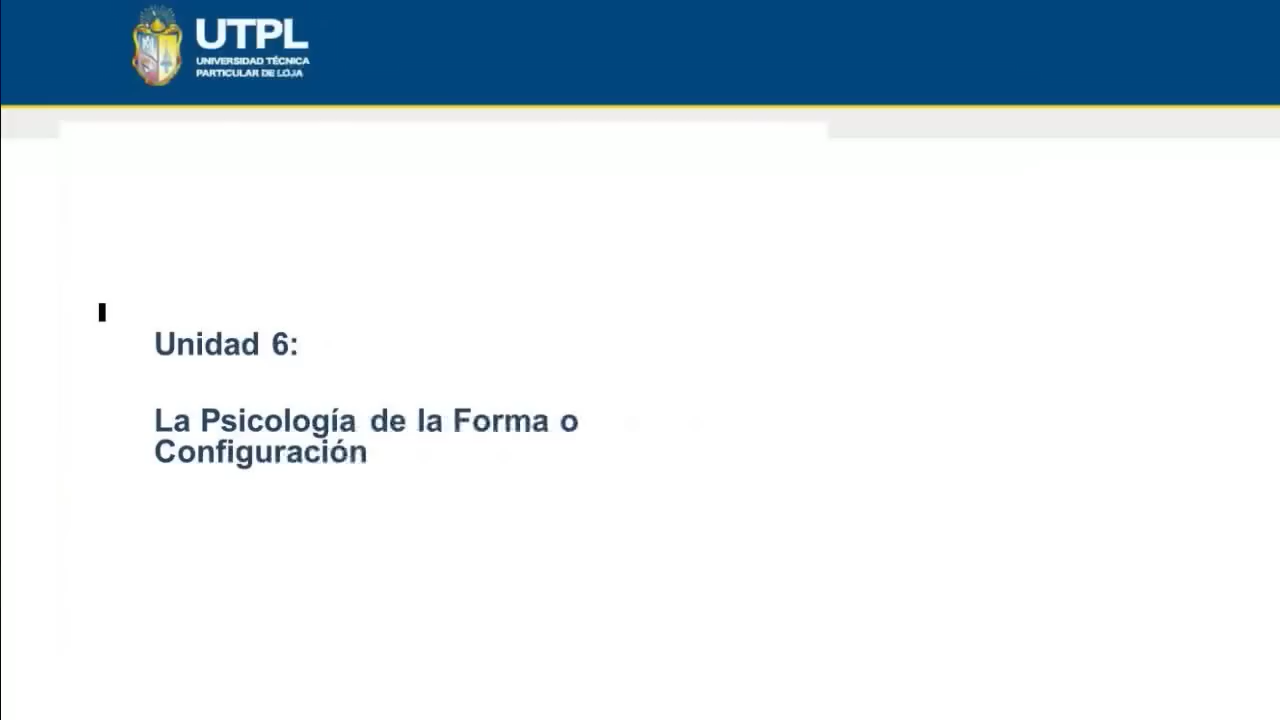 UTPL
UNIVERSIDAD TÉCNICA
PARTICULAR DE LOJA
Unidad 6:
La Psicología de la Forma o
Configuración